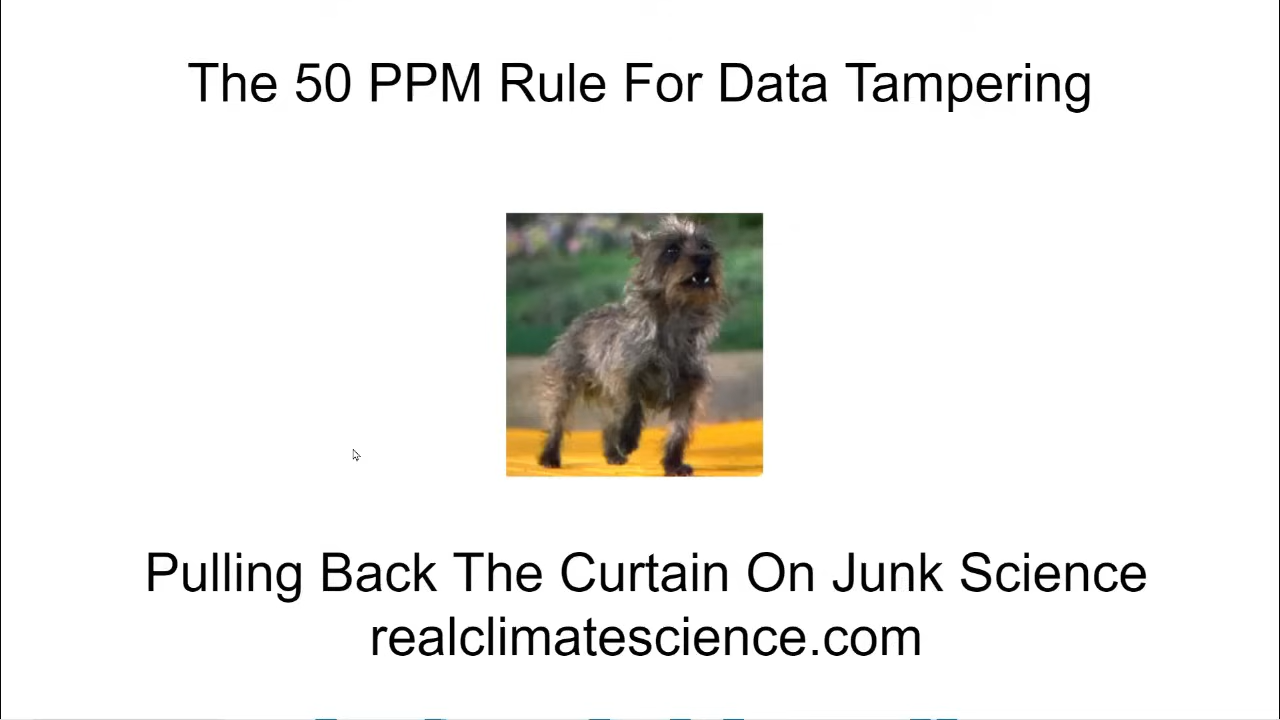 The 50 PPM Rule For Data Tampering
Pulling Back The Curtain On Junk Science
realclimatescience.com